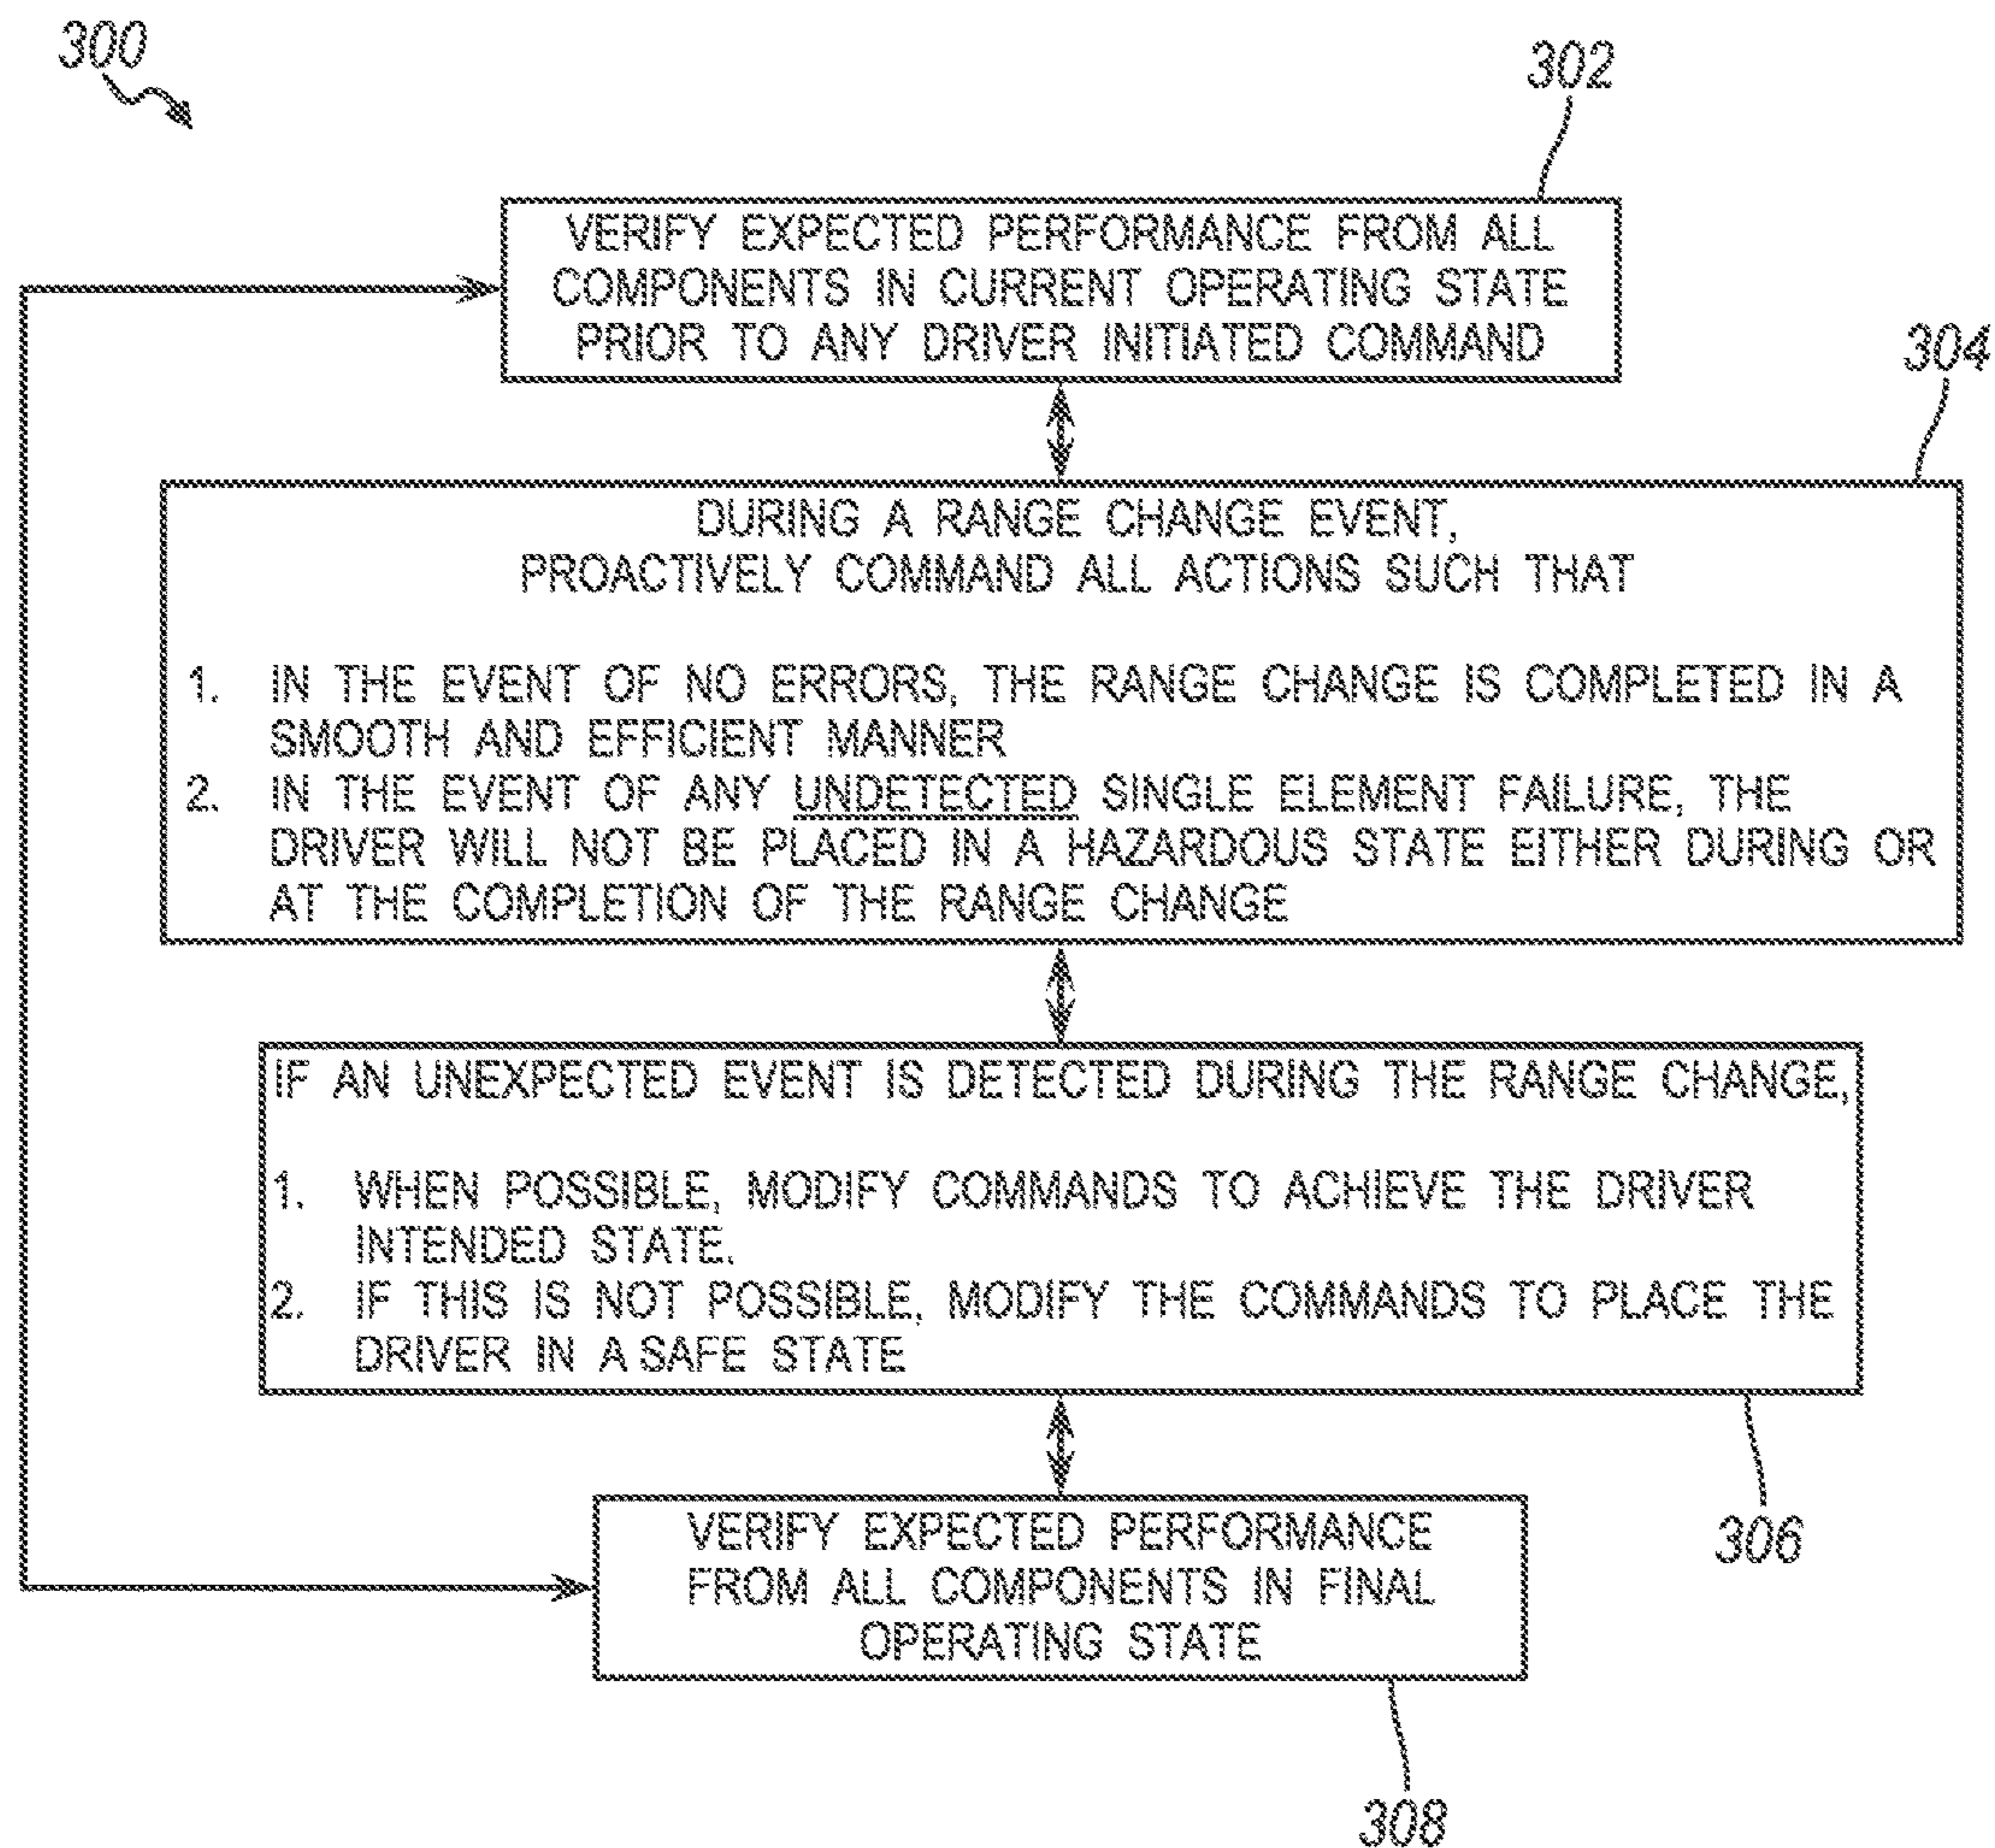 300
302
VERIFY EXPECTED PERFORMANCE FROM ALL
COMPONENTS IN CURRENT OPERATING STATE
PRIOR TO ANY DRIVER INITIATED COMMAND
304
DURING A RANGE CHANGE EVENT,
PROACTIVELY COMMAND ALL ACTIONS SUCH THAT
1. IN THE EVENT OF NO ERRORS, THE RANGE CHANGE IS COMPLETED IN A
SMOOTH AND EFFICIENT MANNER
2. IN THE EVENT OF ANY UNDETECTED SINGLE ELEMENT FAILURE, THE
DRIVER WILL NOT BE PLACED IN A HAZARDOUS STATE EITHER DURING OR
AT THE COMPLETION OF THE RANGE CHANGE
IF AN UNEXPECTED EVENT IS DETECTED DURING THE RANGE CHANGE,
1. WHEN POSSIBLE, MODIFY COMMANDS TO ACHIEVE THE DRIVER
INTENDED STATE.
2. IF THIS IS NOT POSSIBLE, MODIFY THE COMMANDS TO PLACE THE
DRIVER IN A SAFE STATE
306
VERIFY EXPECTED PERFORMANCE
FROM ALL COMPONENTS IN FINAL
OPERATING STATE
308